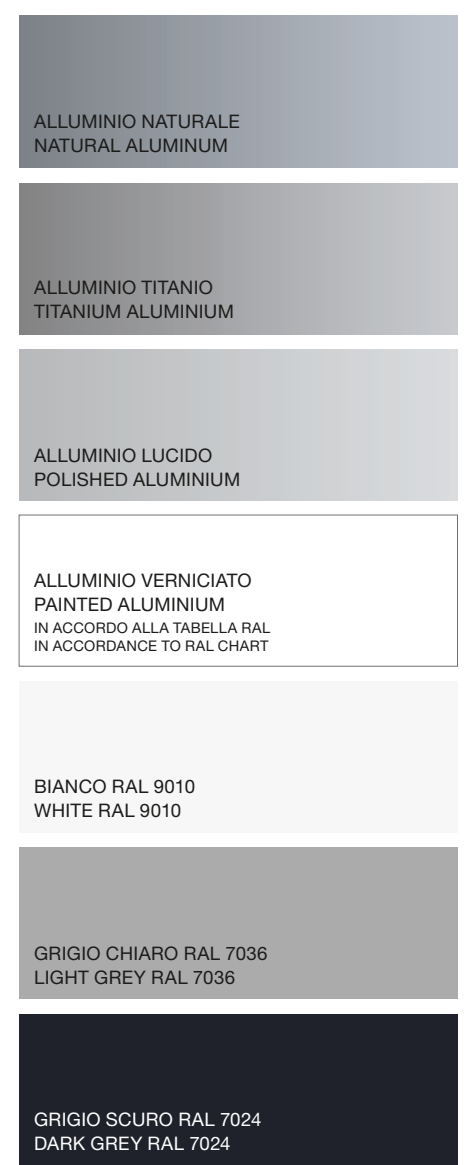 ALLUMINIO NATURALE
NATURAL ALUMINUM
ALLUMINIO TITANIO
TITANIUM ALUMINIUM
ALLUMINIO LUCIDO
POLISHED ALUMINIUM
ALLUMINIO VERNICIATO
PAINTED ALUMINIUM
IN ACCORDO ALLA TABELLA RAL
IN ACCORDANCE TO RAL CHART
BIANCO RAL 9010
WHITE RAL 9010
GRIGIO CHIARO RAL 7036
LIGHT GREY RAL 7036
GRIGIO SCURO RAL 7024
DARK GREY RAL 7024